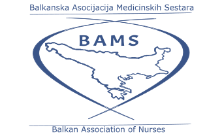 Balkanska Asocijacija Medicinskih Sestara
BAMS
Balkan Association of Nurses